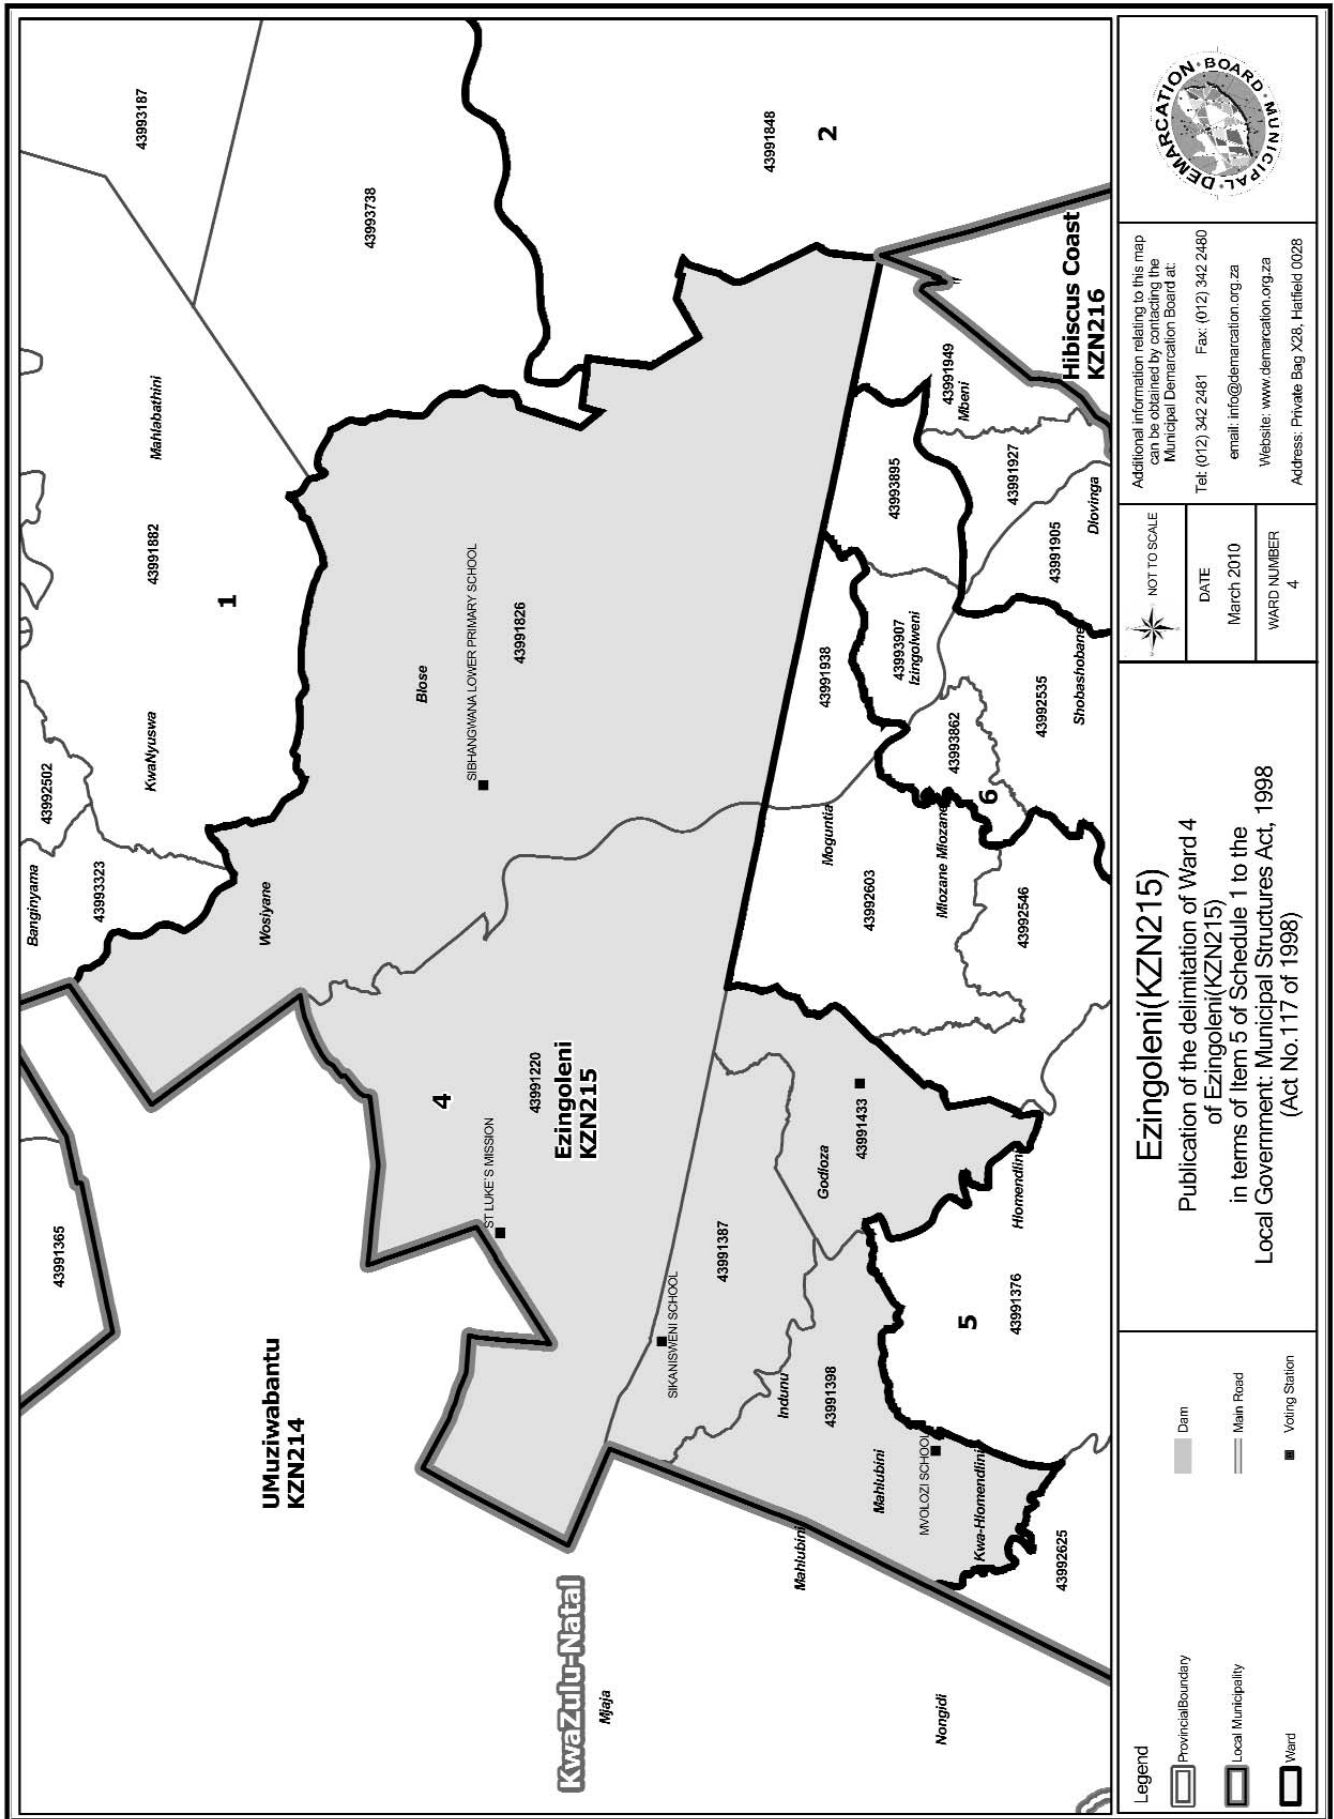 43993187
43993738
43991848
2
Mahlabathini
43991882
1
KwaNyuswa
43992502
Banginyama
43993323
Wosiyane
Blose
SIBHANGWANA LOWER PRIMARY SCHOOL
43991826
Hibiscus Coast
KZN216
43991949
Mbeni
43993895
43991927
Dlovinga
43991905
43993907
Izingolweni
43991938
43992535
Shobashobane
43993862
6
Moguntia
43992603
Mlozane Mlozane
43992546
4
43991220
Ezingoleni
KZN215
ST LUKE'S MISSION
43991365
UMuziwabantu
KZN214
SIKANISWENI SCHOOL
43991387
Godloza
43991433
Hlomendlini
5
43991376
Indunu
43991398
Mahlubini
MVOLOZI SCHOOL
Kwa-Hlomendlini
43992625
Mahlubini
KwaZulu-Natal
Mjaja
Nongidi
Legend
ProvincialBoundary
Local Municipality
Ward
Dam
Main Road
Voting Station
Ezingoleni(KZN215)
Publication of the delimitation of Ward 4
of Ezingoleni(KZN215)
in terms of Item 5 of Schedule 1 to the
Local Government: Municipal Structures Act, 1998
(Act No.117 of 1998)
NOT TO SCALE
DATE
March 2010
WARD NUMBER
4
Additional information relating to this map
can be obtained by contacting the
Municipal Demarcation Board at:
Tel: (012) 342 2481 Fax: (012) 342 2480
email: info@demarcation.org.za
Website: www.demarcation.org.za
Address: Private Bag X28, Hatfield 0028
MUNICIPAL DEMARCATION BOARD